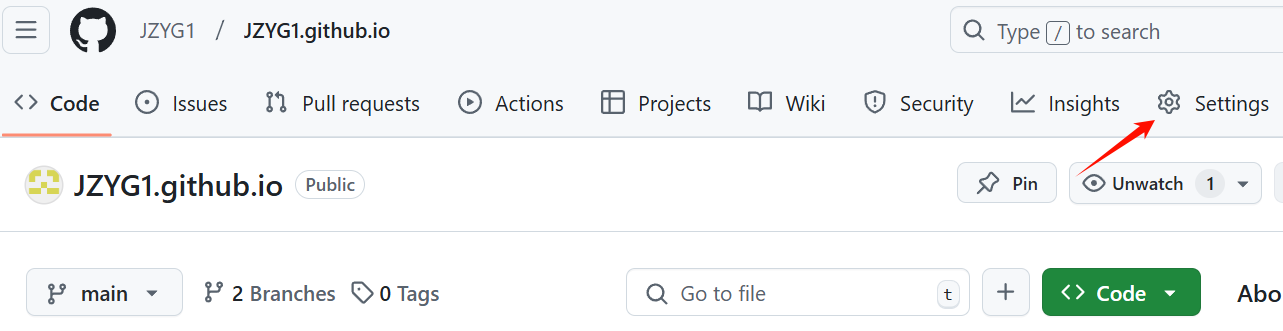 JZYG1 / JZYG1.github.io Type / to search
Code Issues Pull requests Actions Projects Wiki Security Insights Settings
JZYG1.github.io Public Pin Unwatch 1
main 2 Branches 0 Tags Go to file t + Code Abo